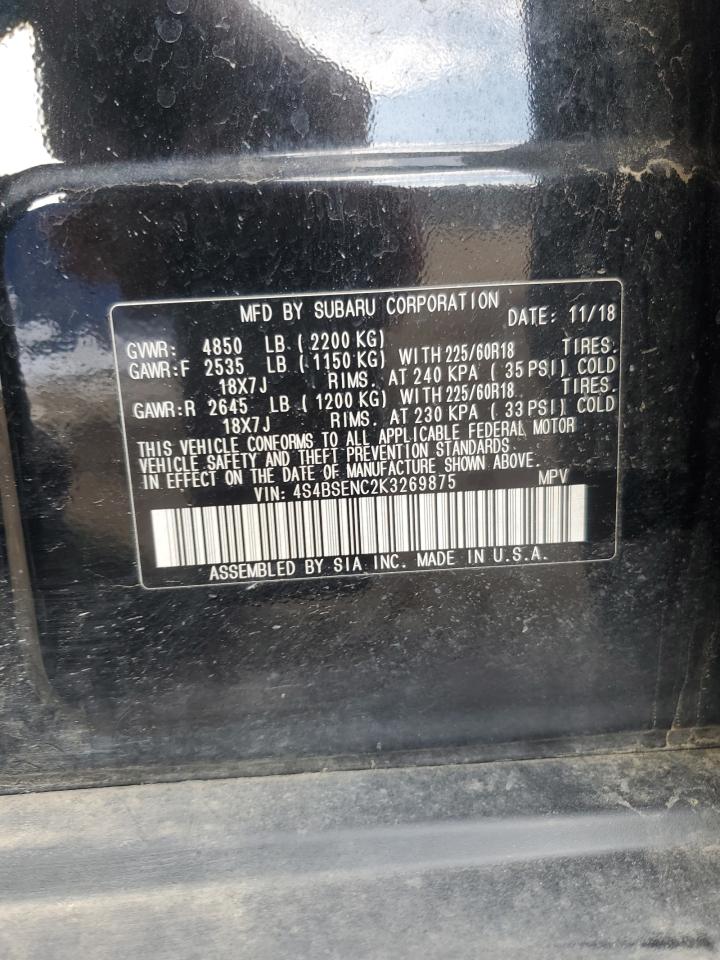 MFD BY SUBARU CORPORATION DATE: 11/18
GVWR: 4850 LB ( 2200 KG)
GAWR:F 2535 LB ( 1150 KG) WITH 225/60R18 TIRES.
18X7J RIMS. AT 240 KPA ( 35 PSI) COLD
GAWR:R 2645 LB ( 1200 KG) WITH 225/60R18 TIRES.
18X7J RIMS. AT 230 KPA ( 33 PSI) COLD
THIS VEHICLE CONFORMS TO ALL APPLICABLE FEDERAL MOTOR
VEHICLE SAFETY AND THEFT PREVENTION STANDARDS
IN EFFECT ON THE DATE OF MANUFACTURE SHOWN ABOVE.
VIN: 4S4BSENC2K3269875 MPV
ASSEMBLED BY SIA INC. MADE IN U.S.A.